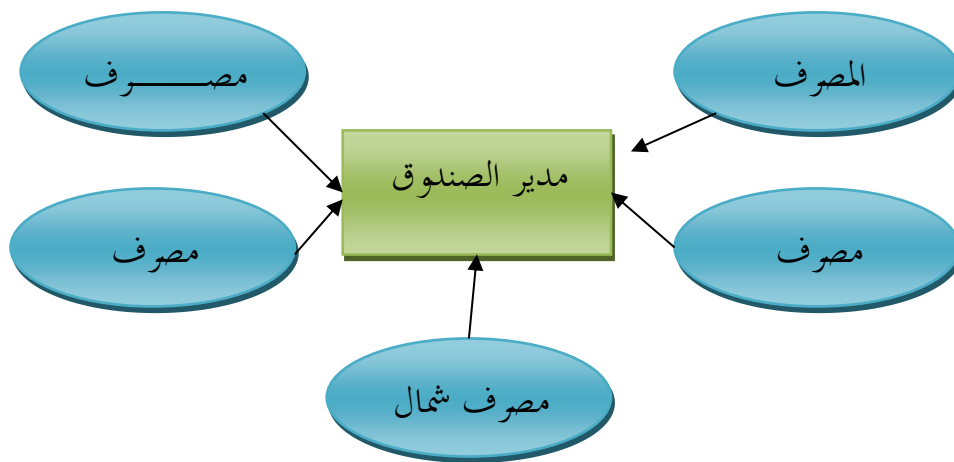 المصرف
مصـــــــرف
مدير الصندوق
مصرف
مصرف
مصرف شمال